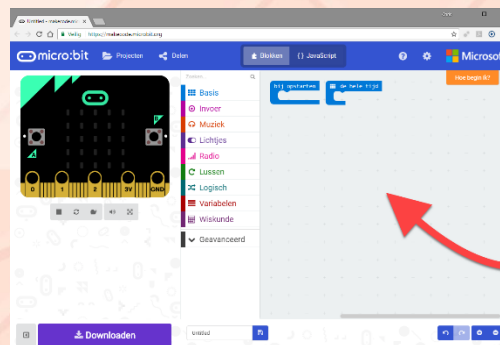 Untitled - makecode.microbit
Veilig https://makecode.microbit.org
micro:bit Projecten Delen Blokken {} JavaScript Microsoft
Zoeken...
Hoe begin ik?
Basis
Invoer
Muziek
Lichtjes
Radio
Lussen
Logisch
Variabelen
Wiskunde
Geavanceerd
bij opstarten
de hele tijd
A
B
0 1 2 3V GND
Downloaden
Untitled